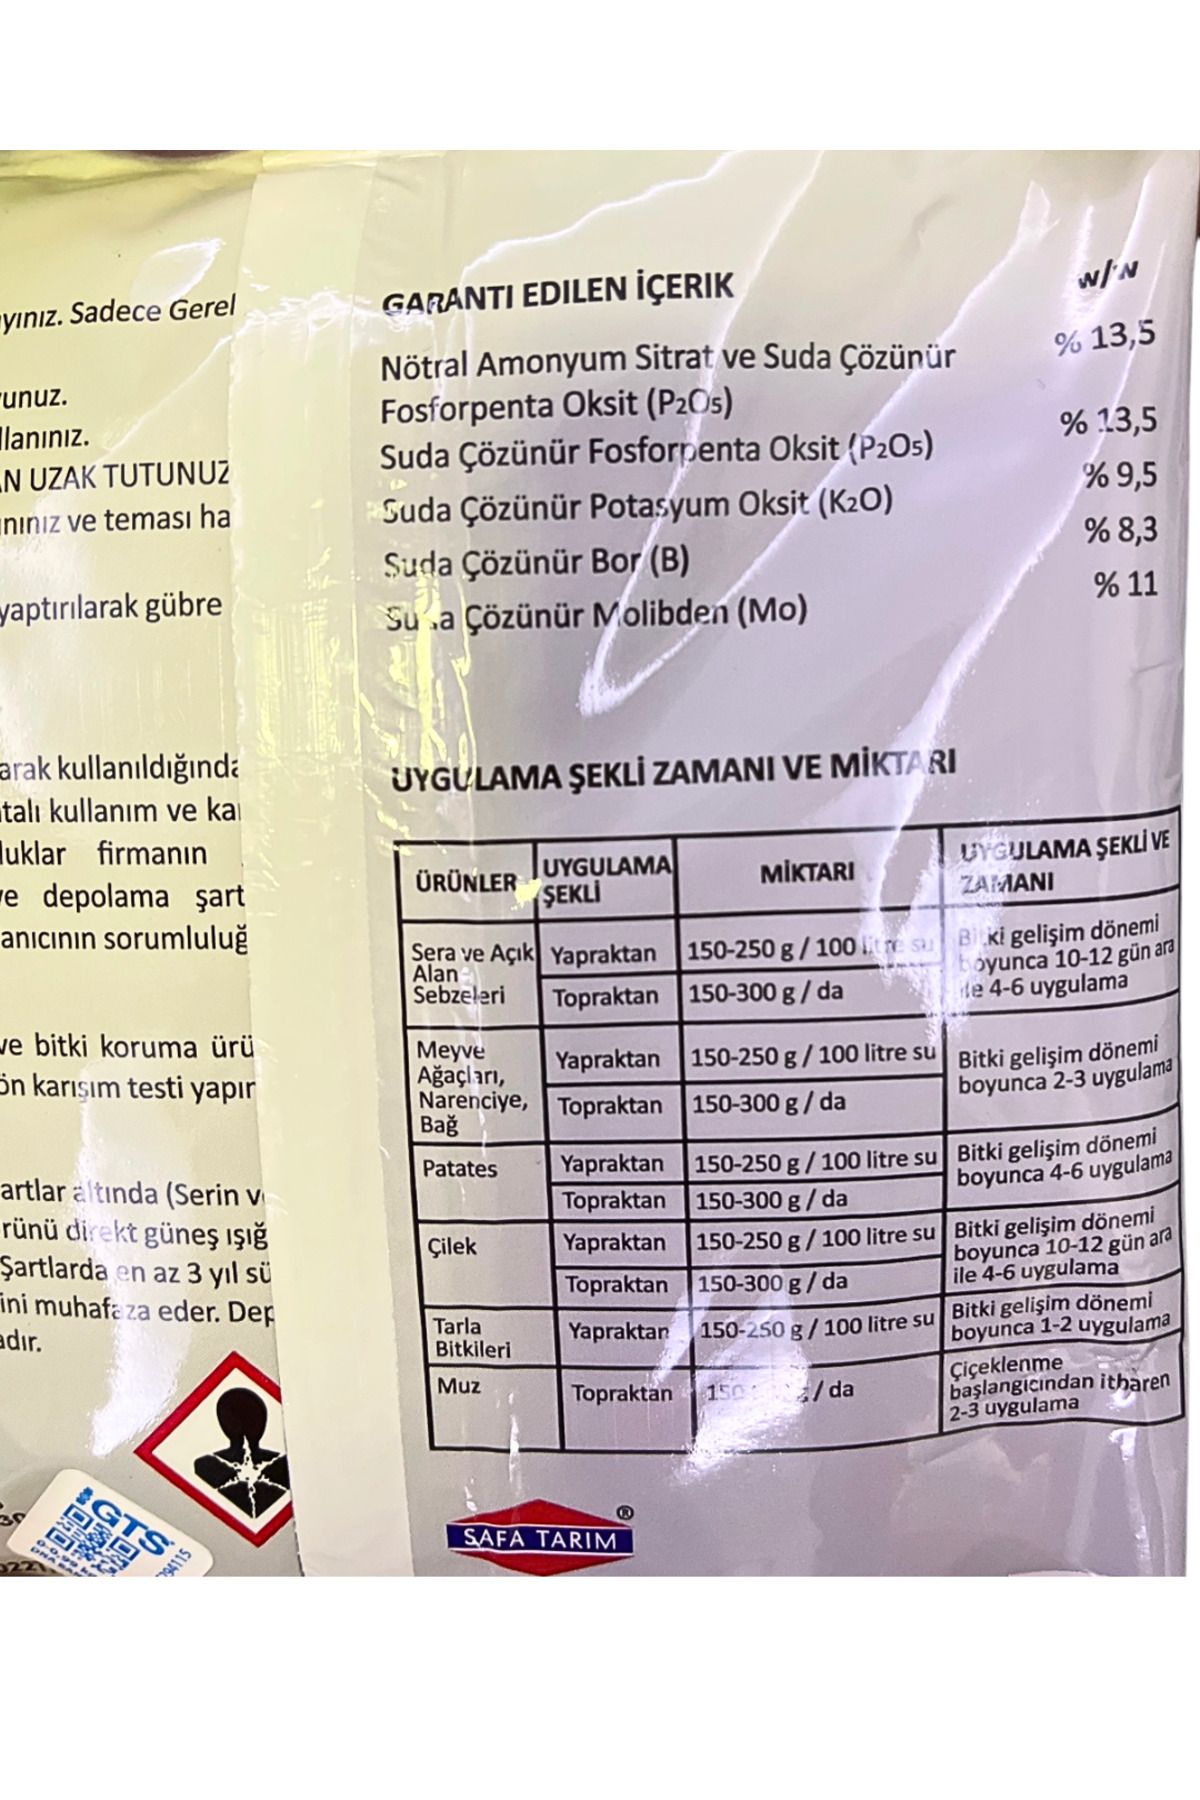 yınız. Sadece Gerel
unuz.
llanınız.
AN UZAK TUTUNUZ
nınız ve teması ha
yaptırılarak gübre
arak kullanıldığında
talı kullanım ve ka
luklar firmanın
ve depolama şart
anıcının sorumluluğ
ve bitki koruma ürü
ön karışım testi yapır
artlar altında (Serin v
rünü direkt güneş ışığ
Şartlarda en az 3 yıl sü
ini muhafaza eder. Dep
adır.
GTS
GARANTI EDILEN İÇERIK w/w
Nötral Amonyum Sitrat ve Suda Çözünür % 13,5
Fosforpenta Oksit (P2O5)
Suda Çözünür Fosforpenta Oksit (P2O5) % 13,5
Suda Çözünür Potasyum Oksit (K2O) % 9,5
Suda Çözünür Bor (B) % 8,3
Suda Çözünür Molibden (Mo) % 11
UYGULAMA ŞEKLİ ZAMANI VE MİKTARI
ÜRÜNLER UYGULAMA ŞEKLİ MİKTARI UYGULAMA ŞEKLİ VE ZAMANI
Sera ve Açık Alan Sebzeleri Yapraktan 150-250 g / 100 litre su Bitki gelişim dönemi boyunca 10-12 gün ara ile 4-6 uygulama
Topraktan 150-300 g / da
Meyve Ağaçları, Narenciye, Bağ Yapraktan 150-250 g / 100 litre su Bitki gelişim dönemi boyunca 2-3 uygulama
Topraktan 150-300 g / da
Patates Yapraktan 150-250 g / 100 litre su Bitki gelişim dönemi boyunca 4-6 uygulama
Topraktan 150-300 g / da
Çilek Yapraktan 150-250 g / 100 litre su Bitki gelişim dönemi boyunca 10-12 gün ara ile 4-6 uygulama
Topraktan 150-300 g / da
Tarla Bitkileri Yapraktan 150-250 g / 100 litre su Bitki gelişim dönemi boyunca 1-2 uygulama
Muz Topraktan g / da Çiçeklenme başlangıcından itibaren 2-3 uygulama
SAFA TARIM ®